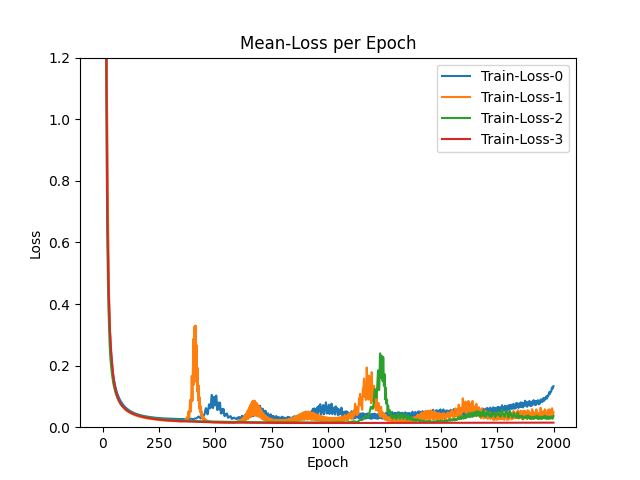 Mean-Loss per Epoch
1.2
1.0
0.8
0.6
0.4
0.2
0.0
Loss
Train-Loss-0
Train-Loss-1
Train-Loss-2
Train-Loss-3
0 250 500 750 1000 1250 1500 1750 2000
Epoch